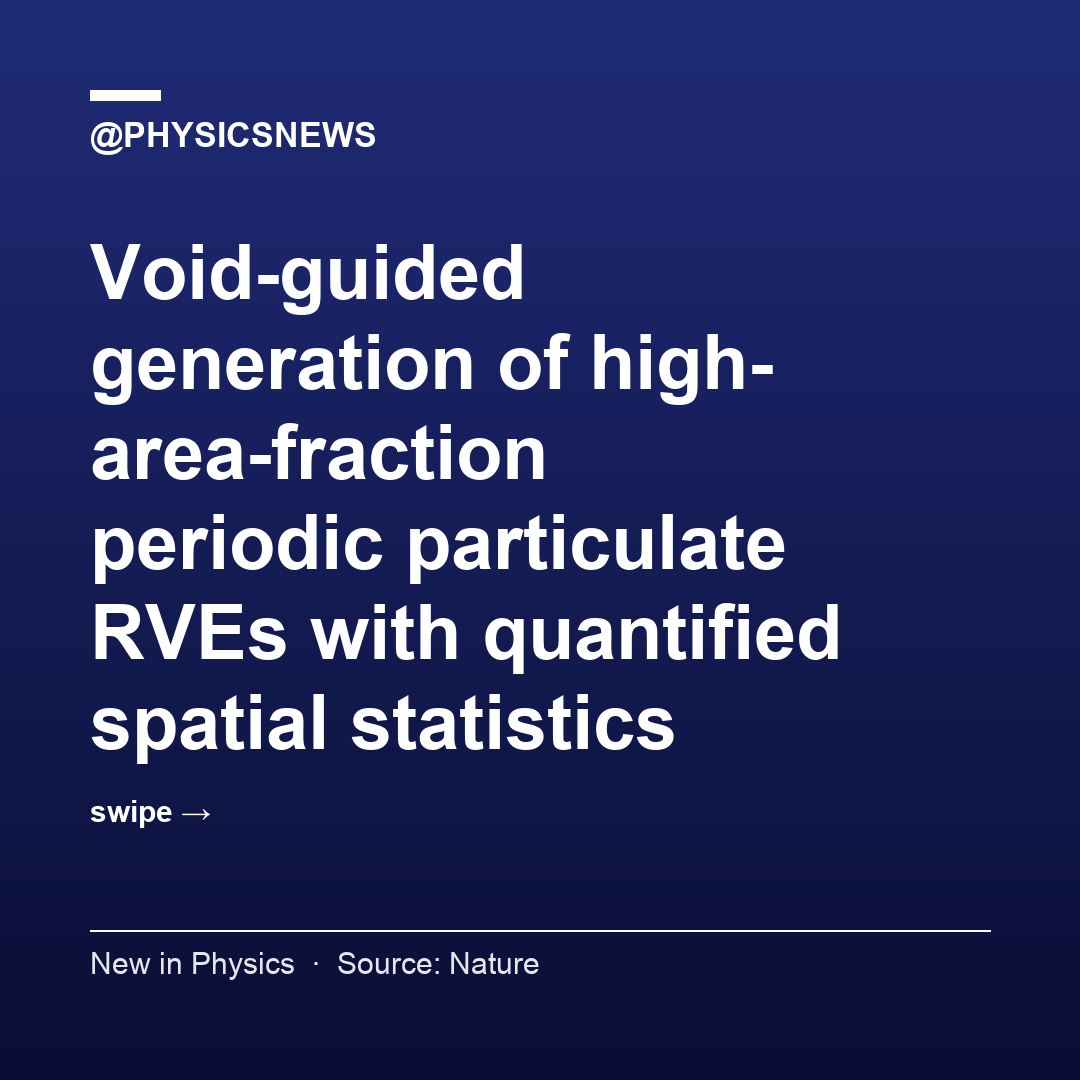 @PHYSICSNEWS
Void-guided
generation of high-
area-fraction
periodic particulate
RVEs with quantified
spatial statistics
swipe →
New in Physics · Source: Nature